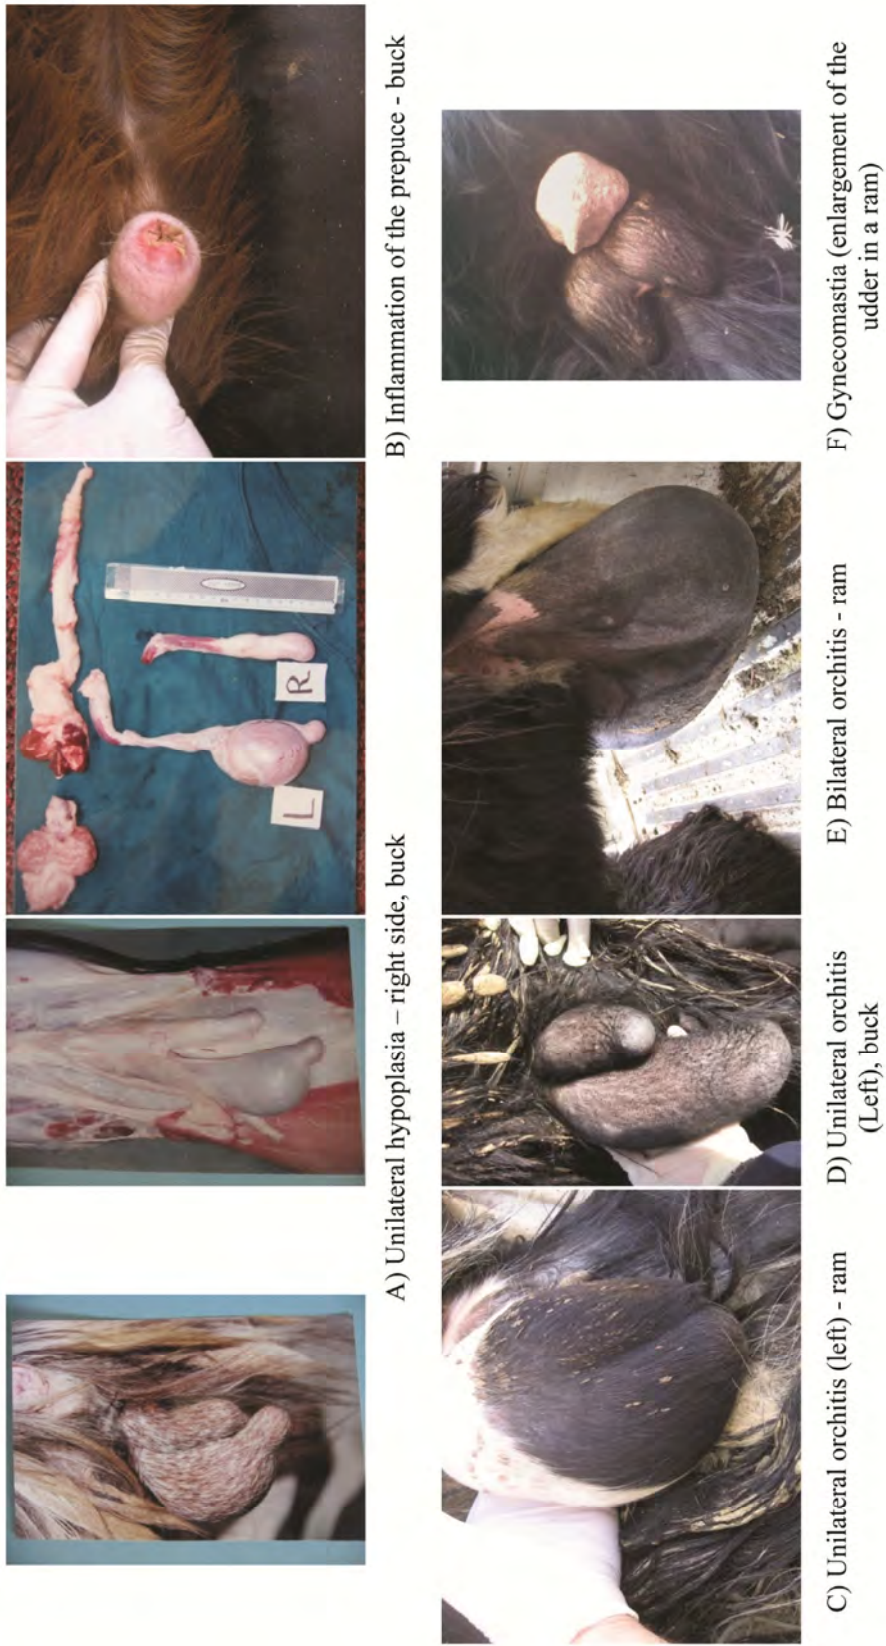 L
R
A) Unilateral hypoplasia – right side, buck
B) Inflammation of the prepuce - buck
C) Unilateral orchitis (left) - ram
D) Unilateral orchitis
(Left), buck
E) Bilateral orchitis - ram
F) Gynecomastia (enlargement of the
udder in a ram)